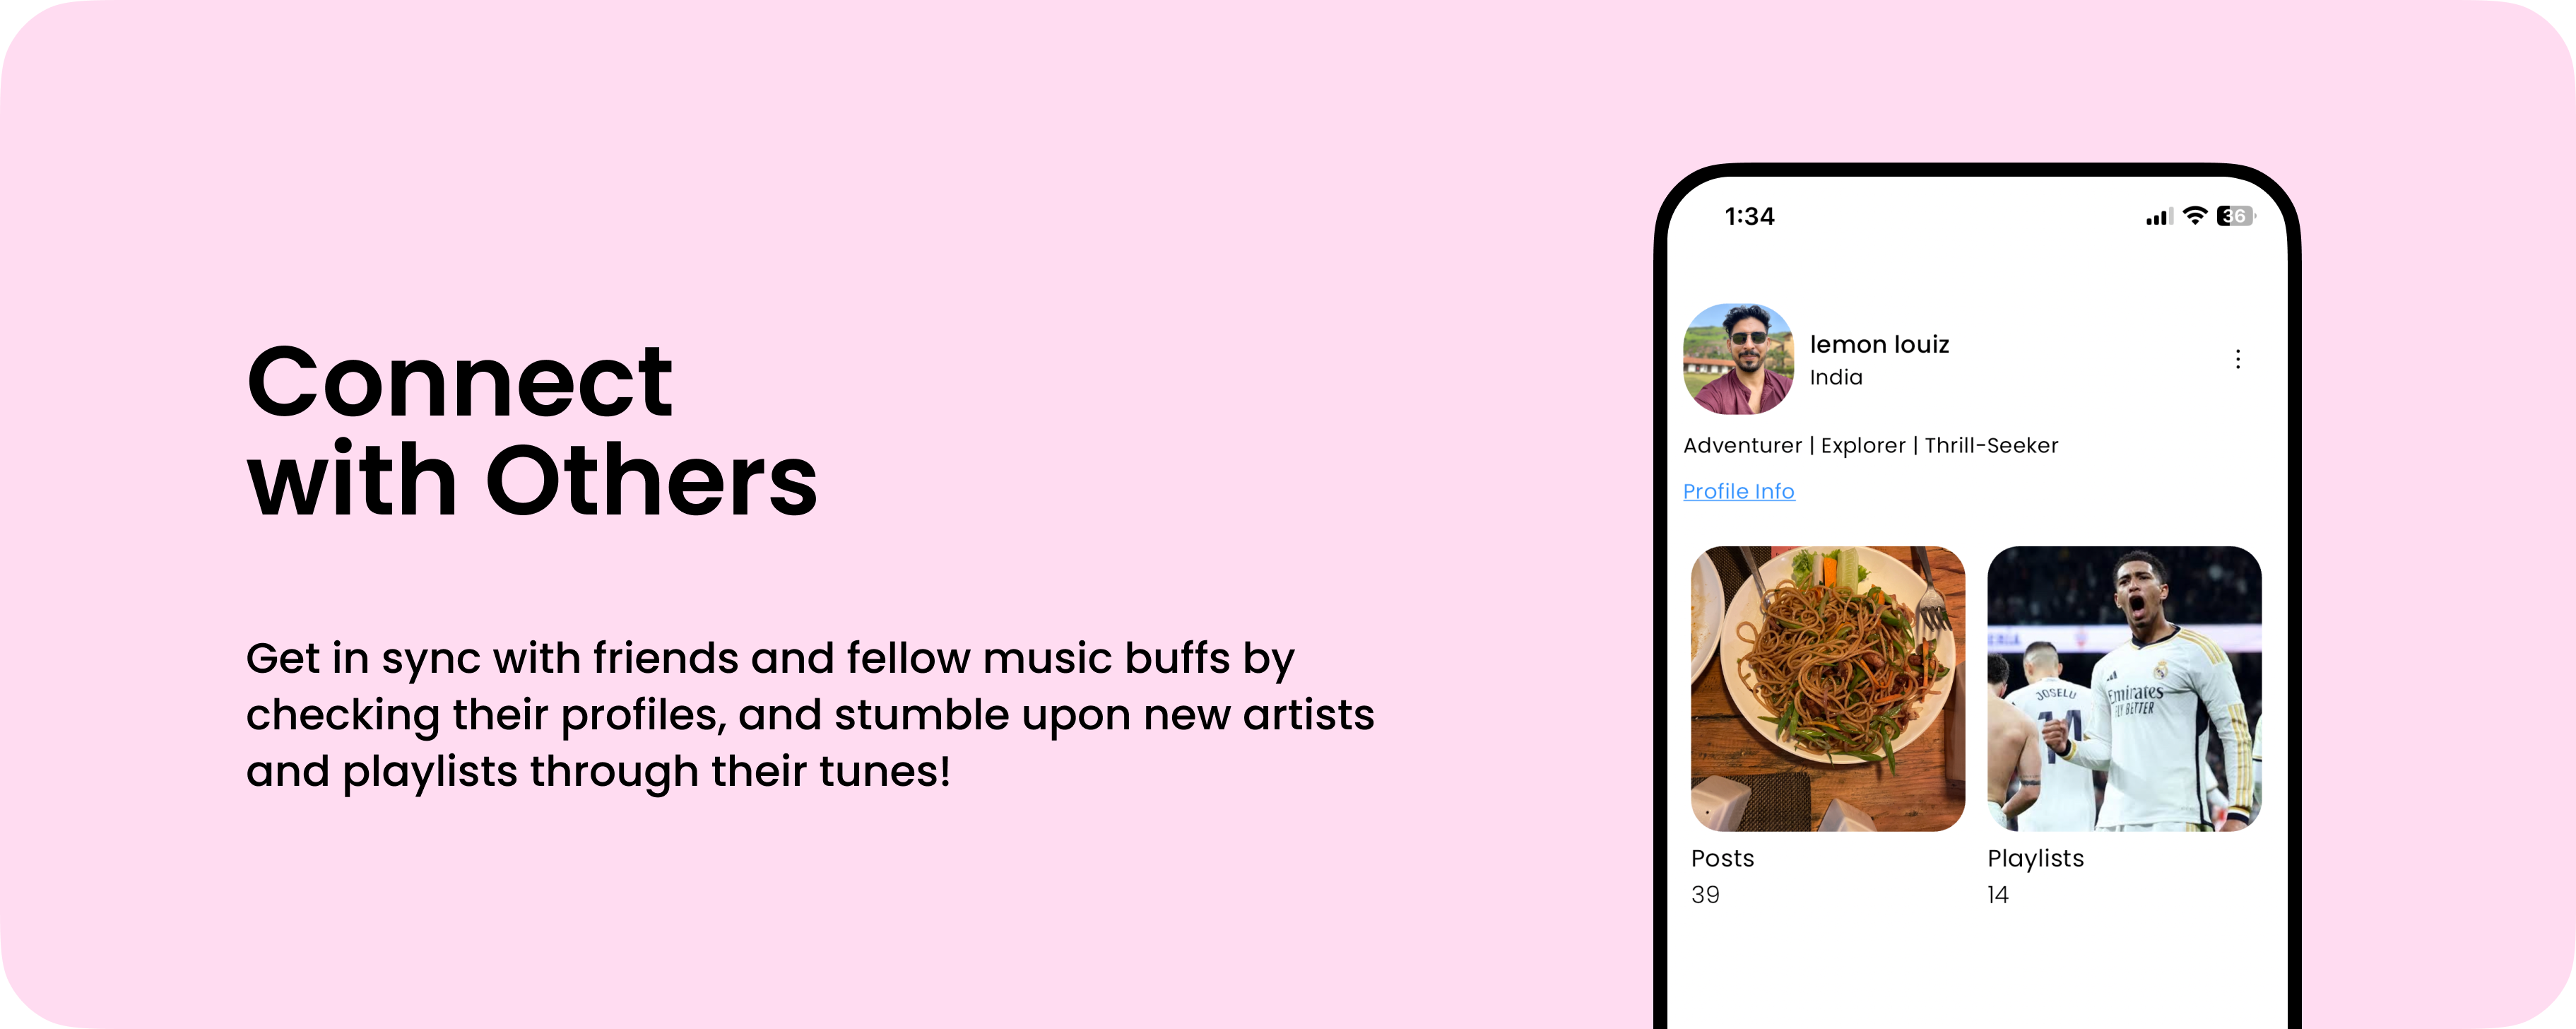 Connect
with Others
Get in sync with friends and fellow music buffs by
checking their profiles, and stumble upon new artists
and playlists through their tunes!
1:34
36
lemon louiz
India
Adventurer | Explorer | Thrill-Seeker
Profile Info
JOSELU
14
Emirates
FLY BETTER
Posts
39
Playlists
14